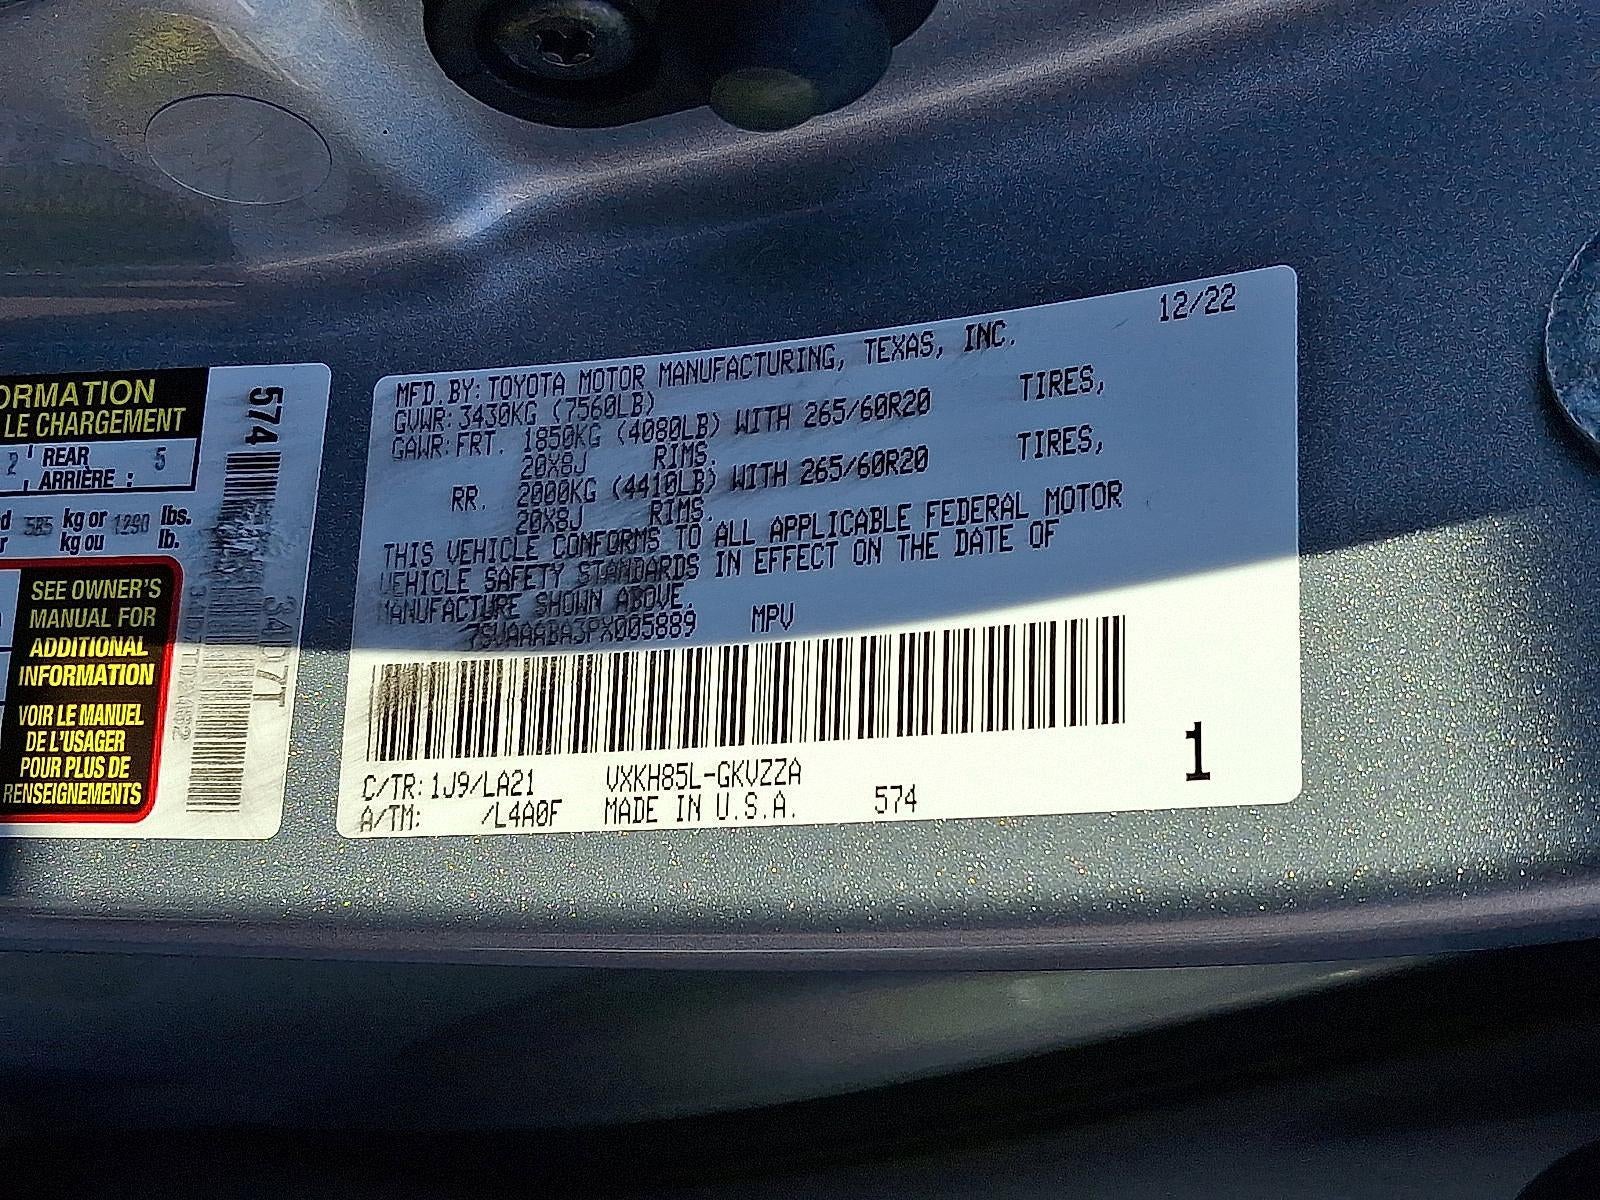 ORMATION
LE CHARGEMENT
2 REAR 5
ARRIÈRE :
585 kg or 1290 lbs.
kg ou lb.
SEE OWNER'S
MANUAL FOR
ADDITIONAL
INFORMATION
VOIR LE MANUEL
DE L'USAGER
POUR PLUS DE
RENSEIGNEMENTS
574
34D7T
12/22
MFD. BY: TOYOTA MOTOR MANUFACTURING, TEXAS, INC.
GVWR: 3430KG (7560LB)
GAWR: FRT. 1850KG (4080LB) WITH 265/60R20 TIRES,
20X8J RIMS.
RR. 2000KG (4410LB) WITH 265/60R20 TIRES,
20X8J RIMS.
THIS VEHICLE CONFORMS TO ALL APPLICABLE FEDERAL MOTOR
VEHICLE SAFETY STANDARDS IN EFFECT ON THE DATE OF
MANUFACTURE SHOWN ABOVE.
7SVAAABA3PX005889 MPV
C/TR: 1J9/LA21 VXKH85L-GKVZZA
A/TM: /L4A0F MADE IN U.S.A. 574
1